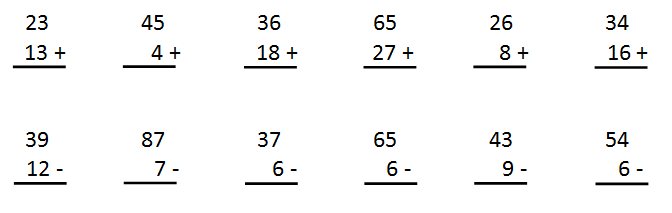 23 45 36 65 26 34
13 + 4 + 18 + 27 + 8 + 16 +
39 87 37 65 43 54
12 - 7 - 6 - 6 - 9 - 6 -